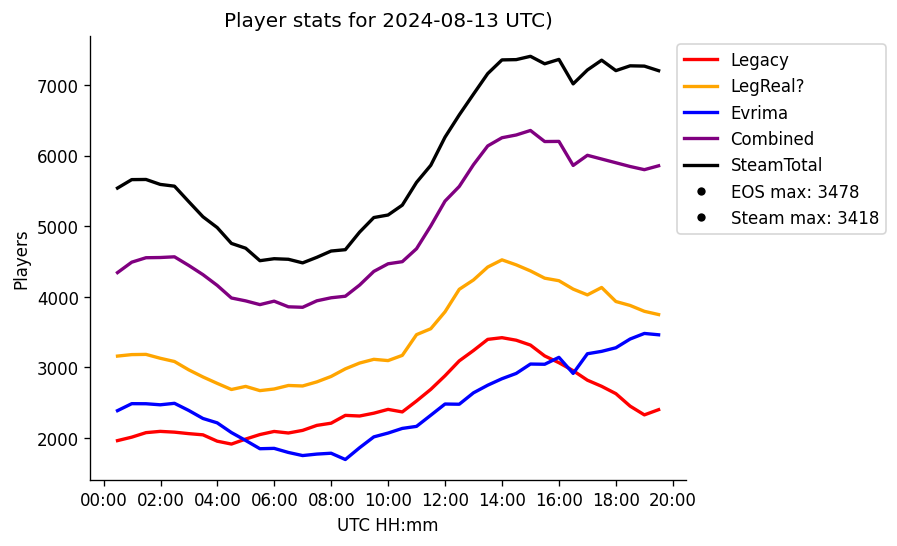 Player stats for 2024-08-13 UTC)
Players
7000
6000
5000
4000
3000
2000
00:00 02:00 04:00 06:00 08:00 10:00 12:00 14:00 16:00 18:00 20:00
UTC HH:mm
Legacy
LegReal?
Evrima
Combined
SteamTotal
EOS max: 3478
Steam max: 3418